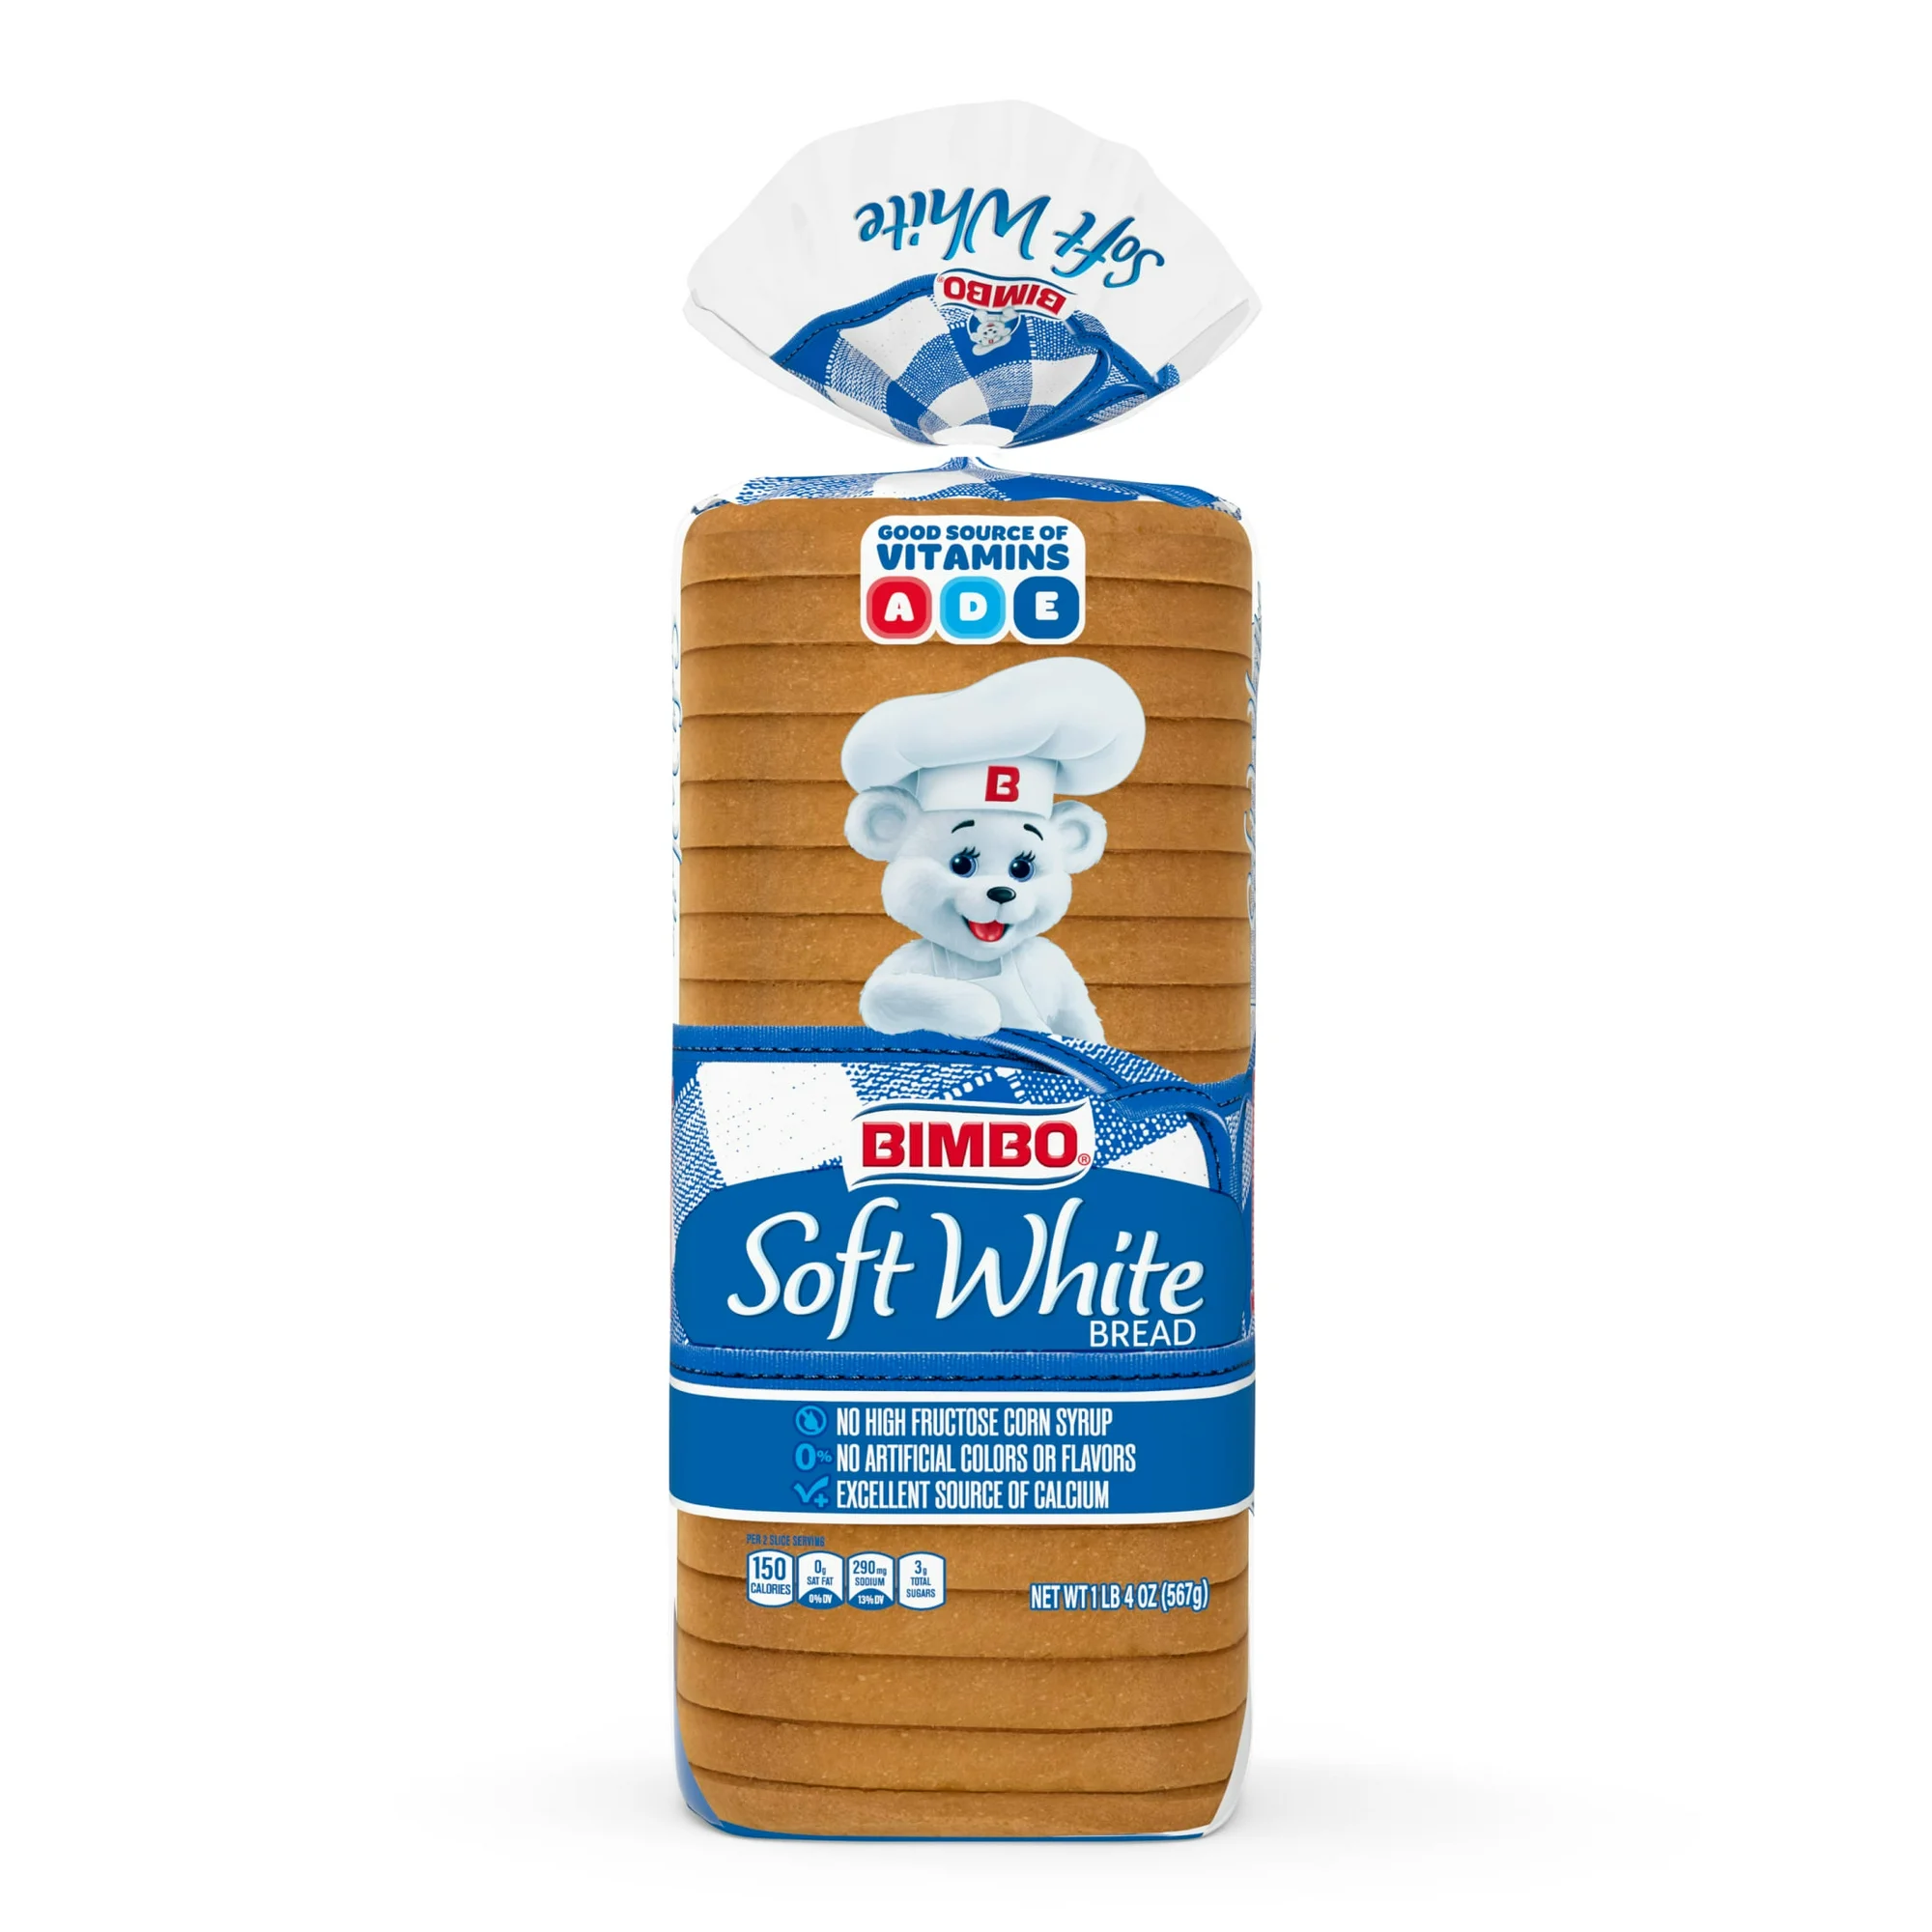 Soft White
BIMBO®
GOOD SOURCE OF
VITAMINS
A D E
B
BIMBO®
Soft White
BREAD
NO HIGH FRUCTOSE CORN SYRUP
0% NO ARTIFICIAL COLORS OR FLAVORS
EXCELLENT SOURCE OF CALCIUM
PER 2 SLICE SERVING
150 CALORIES
0g SAT FAT 0% DV
290mg SODIUM 13% DV
3g TOTAL SUGARS
NET WT 1 LB 4 OZ (567g)